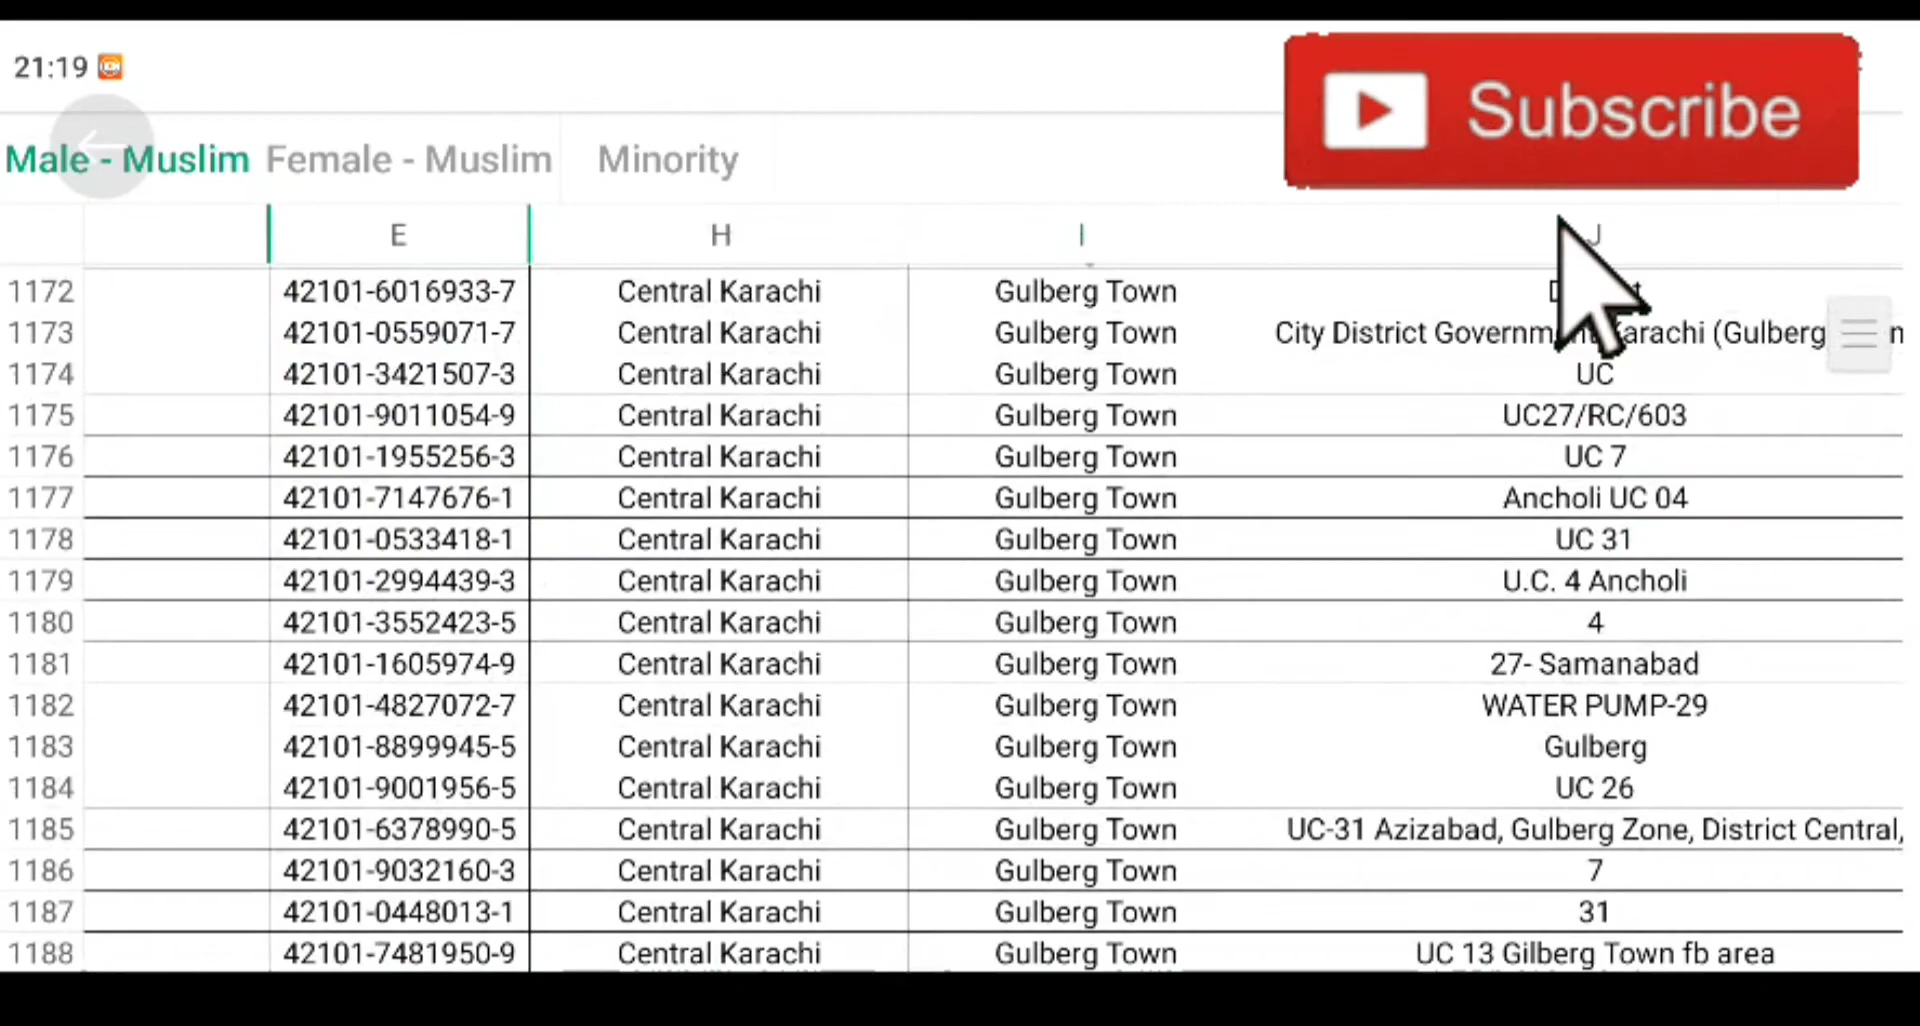 21:19
Subscribe
Male - Muslim Female - Muslim Minority
E H I J
1172 42101-6016933-7 Central Karachi Gulberg Town
1173 42101-0559071-7 Central Karachi Gulberg Town City District Karachi (Gulberg
1174 42101-3421507-3 Central Karachi Gulberg Town UC
1175 42101-9011054-9 Central Karachi Gulberg Town UC27/RC/603
1176 42101-1955256-3 Central Karachi Gulberg Town UC 7
1177 42101-7147676-1 Central Karachi Gulberg Town Ancholi UC 04
1178 42101-0533418-1 Central Karachi Gulberg Town UC 31
1179 42101-2994439-3 Central Karachi Gulberg Town U.C. 4 Ancholi
1180 42101-3552423-5 Central Karachi Gulberg Town 4
1181 42101-1605974-9 Central Karachi Gulberg Town 27- Samanabad
1182 42101-4827072-7 Central Karachi Gulberg Town WATER PUMP-29
1183 42101-8899945-5 Central Karachi Gulberg Town Gulberg
1184 42101-9001956-5 Central Karachi Gulberg Town UC 26
1185 42101-6378990-5 Central Karachi Gulberg Town UC-31 Azizabad, Gulberg Zone, District Central,
1186 42101-9032160-3 Central Karachi Gulberg Town 7
1187 42101-0448013-1 Central Karachi Gulberg Town 31
1188 42101-7481950-9 Central Karachi Gulberg Town UC 13 Gilberg Town fb area